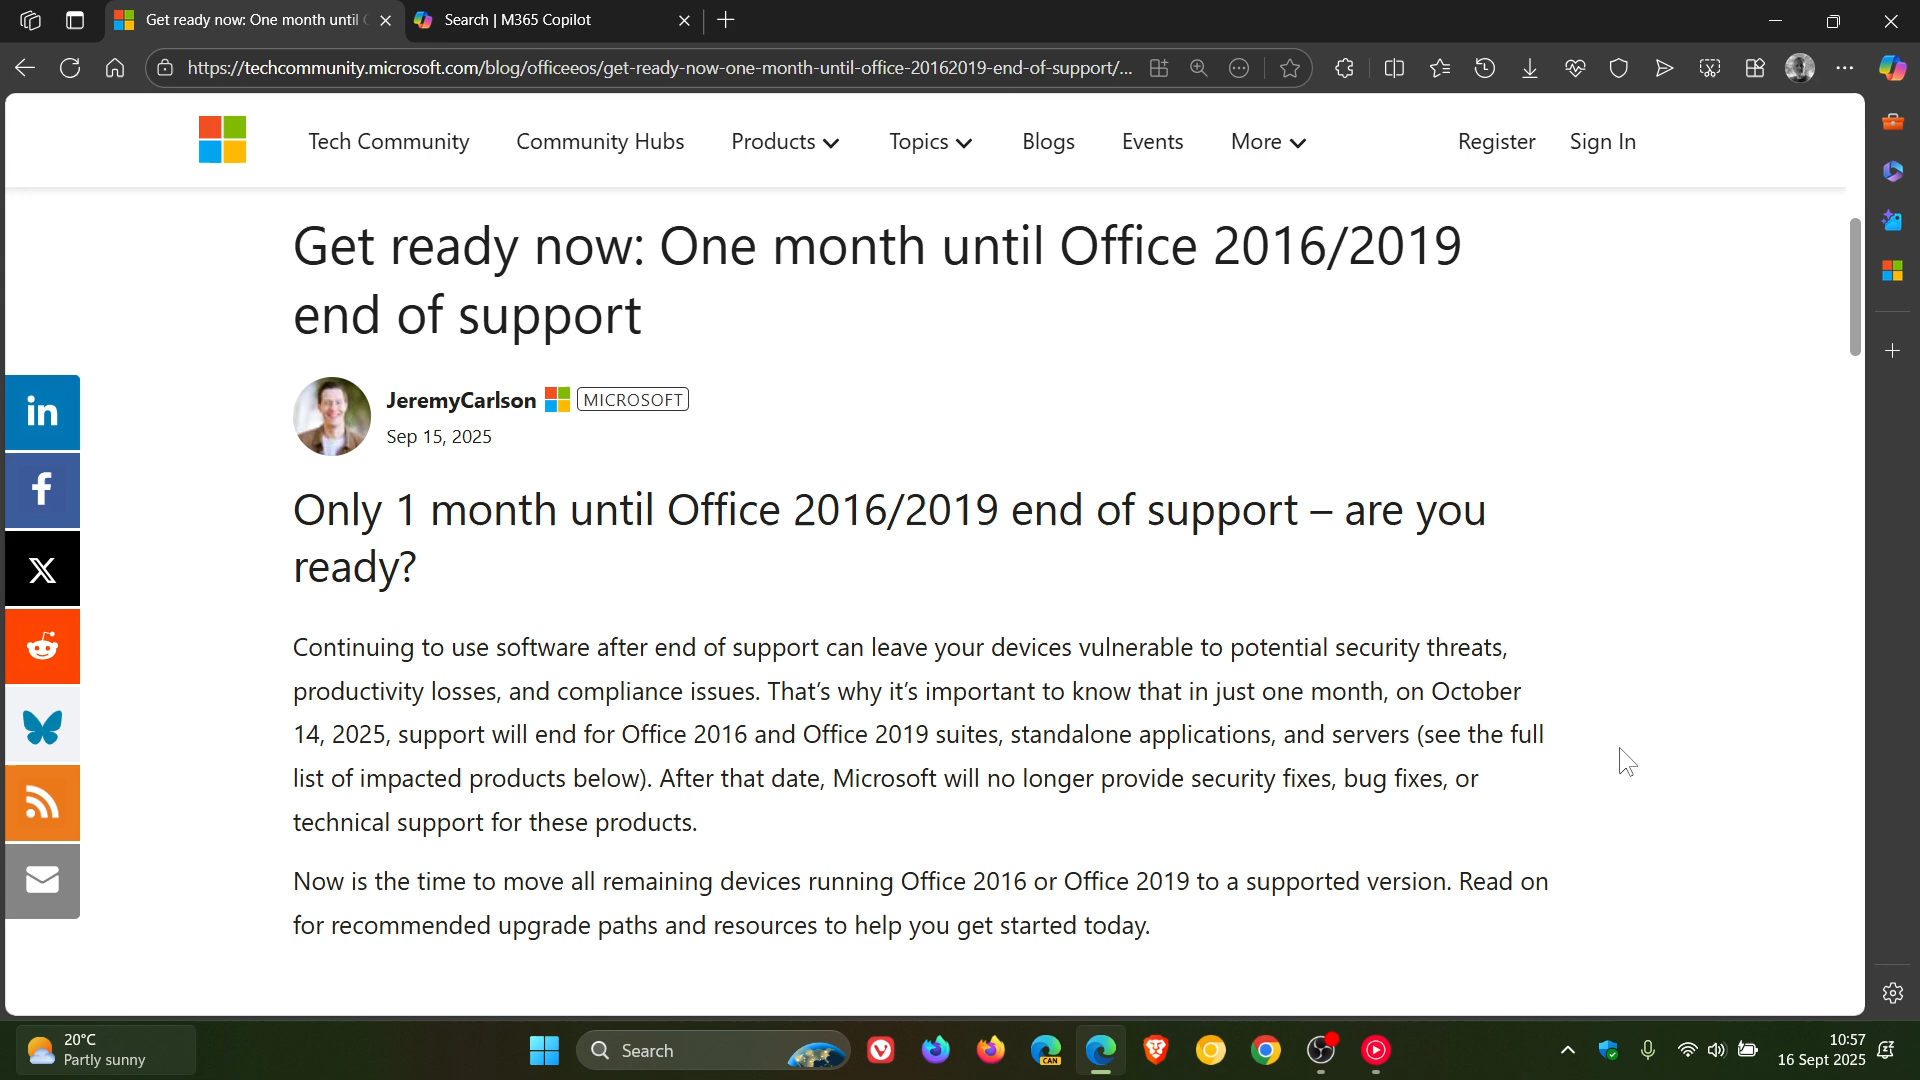 Get ready now: One month until
Search | M365 Copilot
https://techcommunity.microsoft.com/blog/officeeos/get-ready-now-one-month-until-office-20162019-end-of-support/...
Tech Community
Community Hubs
Products
Topics
Blogs
Events
More
Register
Sign In
Get ready now: One month until Office 2016/2019
end of support
JeremyCarlson
MICROSOFT
Sep 15, 2025
Only 1 month until Office 2016/2019 end of support – are you
ready?
Continuing to use software after end of support can leave your devices vulnerable to potential security threats,
productivity losses, and compliance issues. That’s why it’s important to know that in just one month, on October
14, 2025, support will end for Office 2016 and Office 2019 suites, standalone applications, and servers (see the full
list of impacted products below). After that date, Microsoft will no longer provide security fixes, bug fixes, or
technical support for these products.
Now is the time to move all remaining devices running Office 2016 or Office 2019 to a supported version. Read on
for recommended upgrade paths and resources to help you get started today.
in
f
X
20°C
Partly sunny
Search
CAN
10:57
16 Sept 2025